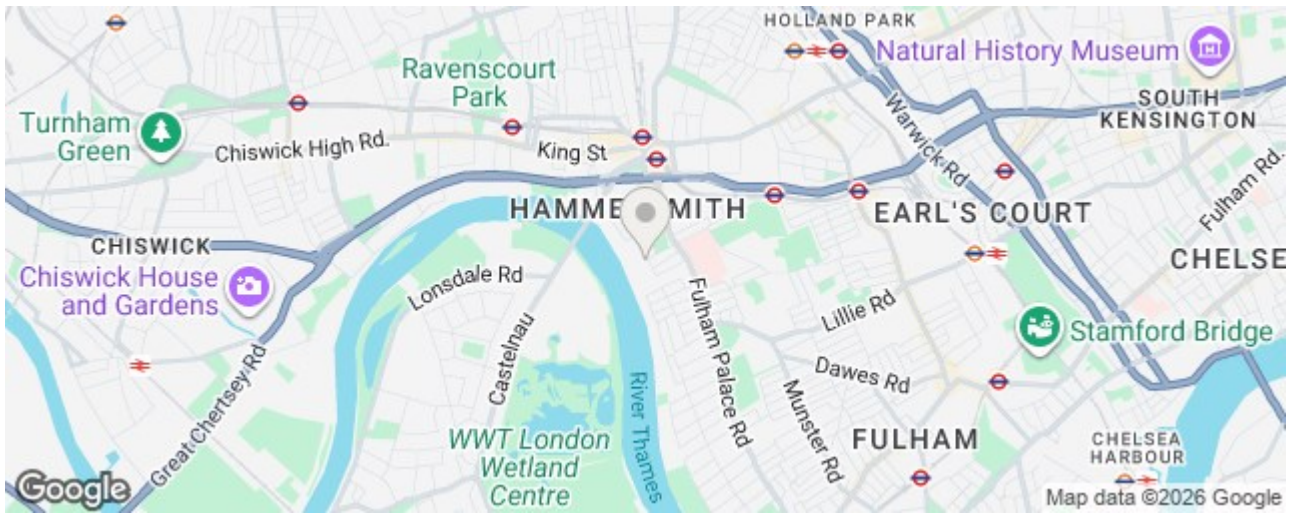 HOLLAND PARK
Natural History Museum
Ravenscourt
Park
SOUTH
KENSINGTON
Turnham
Green
Chiswick High Rd.
King St
Warwick Rd
Fulham Rd.
HAMME
SMITH
EARL'S COURT
CHISWICK
CHELSE
Chiswick House
and Gardens
Lonsdale Rd
Fulham Palace Rd
Lillie Rd
Stamford Bridge
Castelnau
Great Chertsey Rd
River Thames
Dawes Rd
Munster Rd
WWT London
Wetland
Centre
FULHAM
CHELSEA
HARBOUR
Google
Map data ©2026 Google